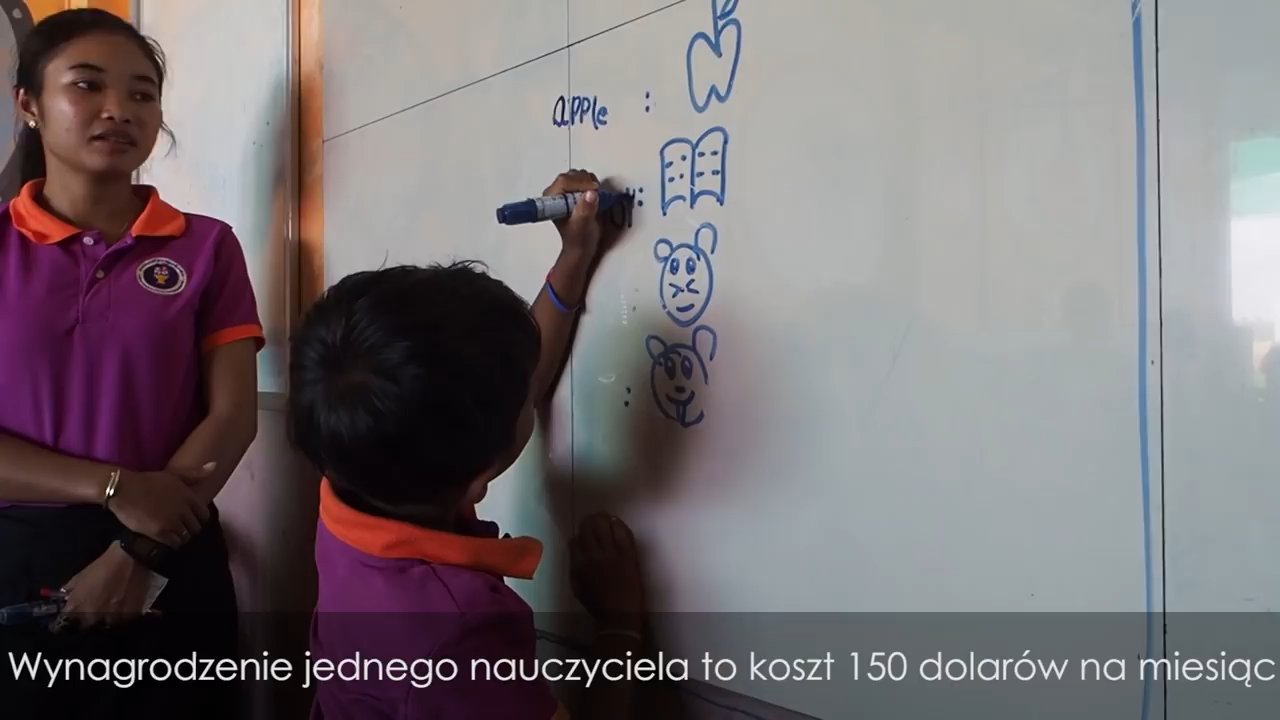 apple :
:
:
:
Wynagrodzenie jednego nauczyciela to koszt 150 dolarów na miesiąc